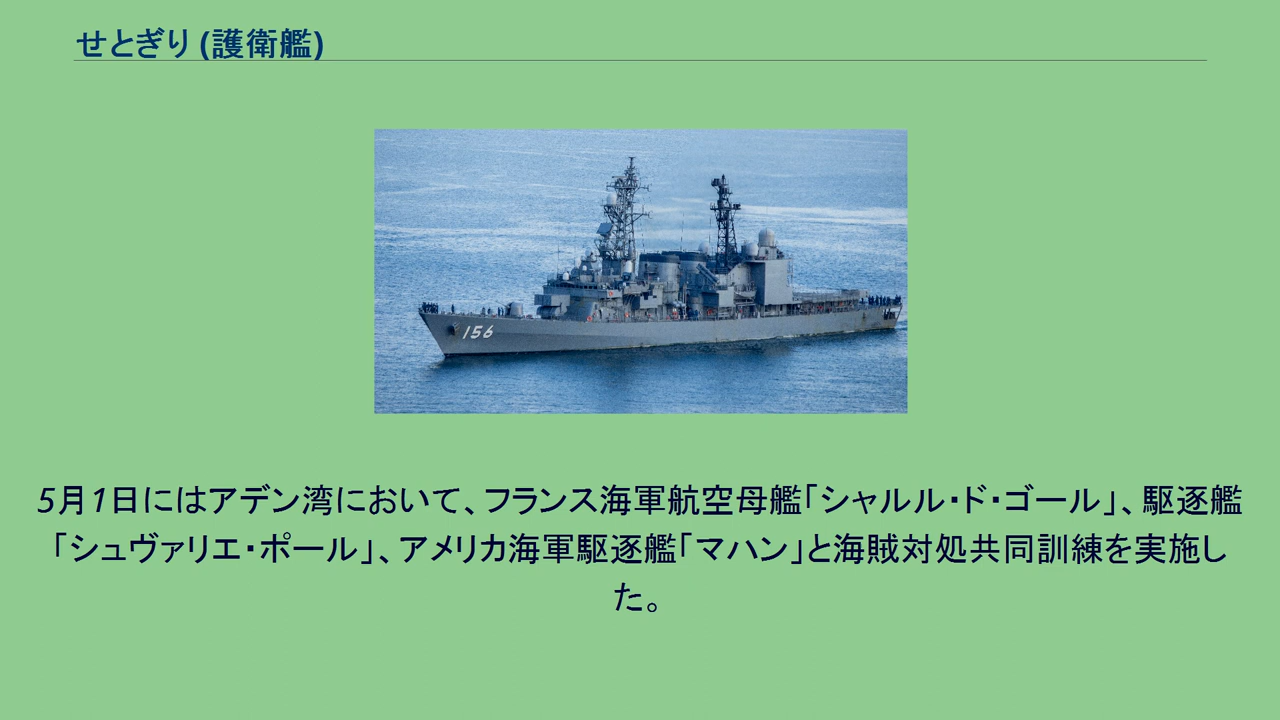 せとぎり (護衛艦)
156
5月1日にはアデン湾において、フランス海軍航空母艦「シャルル・ド・ゴール」、駆逐艦
「シュヴァリエ・ポール」、アメリカ海軍駆逐艦「マハン」と海賊対処共同訓練を実施し
た。